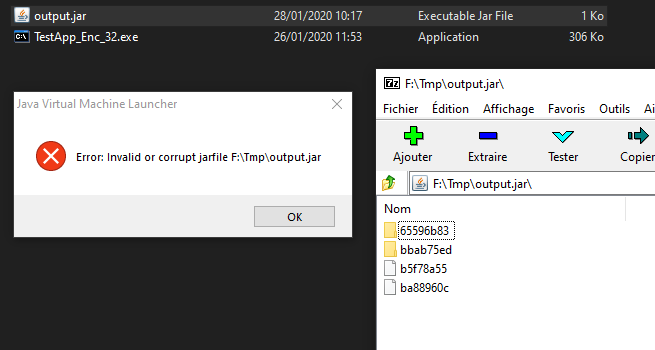 output.jar 28/01/2020 10:17 Executable Jar File 1 Ko
TestApp_Enc_32.exe 26/01/2020 11:53 Application 306 Ko
Java Virtual Machine Launcher
Error: Invalid or corrupt jarfile F:\Tmp\output.jar
OK
7z F:\Tmp\output.jar\
Fichier Édition Affichage Favoris Outils
Ajouter Extraire Tester Copier
F:\Tmp\output.jar\
Nom
65596b83
bbab75ed
b5f78a55
ba88960c